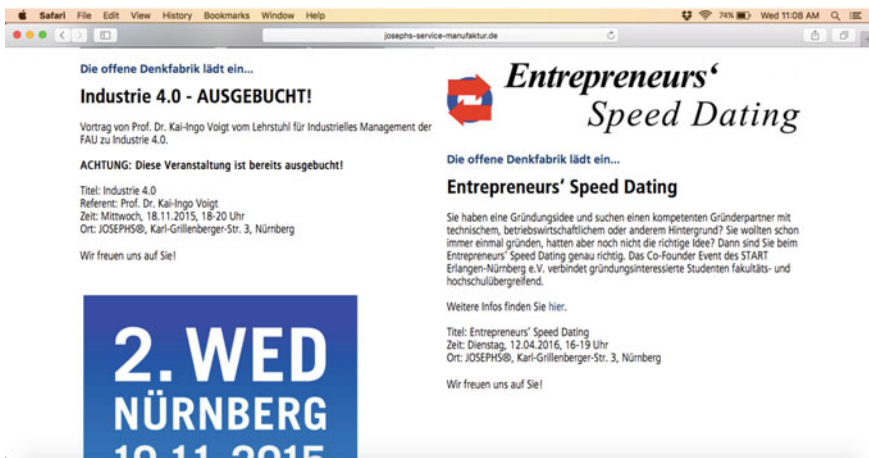 Safari File Edit View History Bookmarks Window Help
74% Wed 11:08 AM
josephs-service-manufaktur.de
Die offene Denkfabrik lädt ein...
Industrie 4.0 - AUSGEBUCHT!
Vortrag von Prof. Dr. Kai-Ingo Voigt vom Lehrstuhl für Industrielles Management der
FAU zu Industrie 4.0.
ACHTUNG: Diese Veranstaltung ist bereits ausgebucht!
Titel: Industrie 4.0
Referent: Prof. Dr. Kai-Ingo Voigt
Zeit: Mittwoch, 18.11.2015, 18-20 Uhr
Ort: JOSEPHS®, Karl-Grillenberger-Str. 3, Nürnberg
Wir freuen uns auf Sie!
2. WED
NÜRNBERG
19.11.2015
Entrepreneurs‘
Speed Dating
Die offene Denkfabrik lädt ein...
Entrepreneurs‘ Speed Dating
Sie haben eine Gründungsidee und suchen einen kompetenten Gründerpartner mit
technischem, betriebswirtschaftlichem oder anderem Hintergrund? Sie wollten schon
immer einmal gründen, hatten aber noch nicht die richtige Idee? Dann sind Sie beim
Entrepreneurs‘ Speed Dating genau richtig. Das Co-Founder Event des START
Erlangen-Nürnberg e.V. verbindet gründungsinteressierte Studenten fakultäts- und
hochschulübergreifend.
Weitere Infos finden Sie hier.
Titel: Entrepreneurs‘ Speed Dating
Zeit: Dienstag, 12.04.2016, 16-19 Uhr
Ort: JOSEPHS®, Karl-Grillenberger-Str. 3, Nürnberg
Wir freuen uns auf Sie!